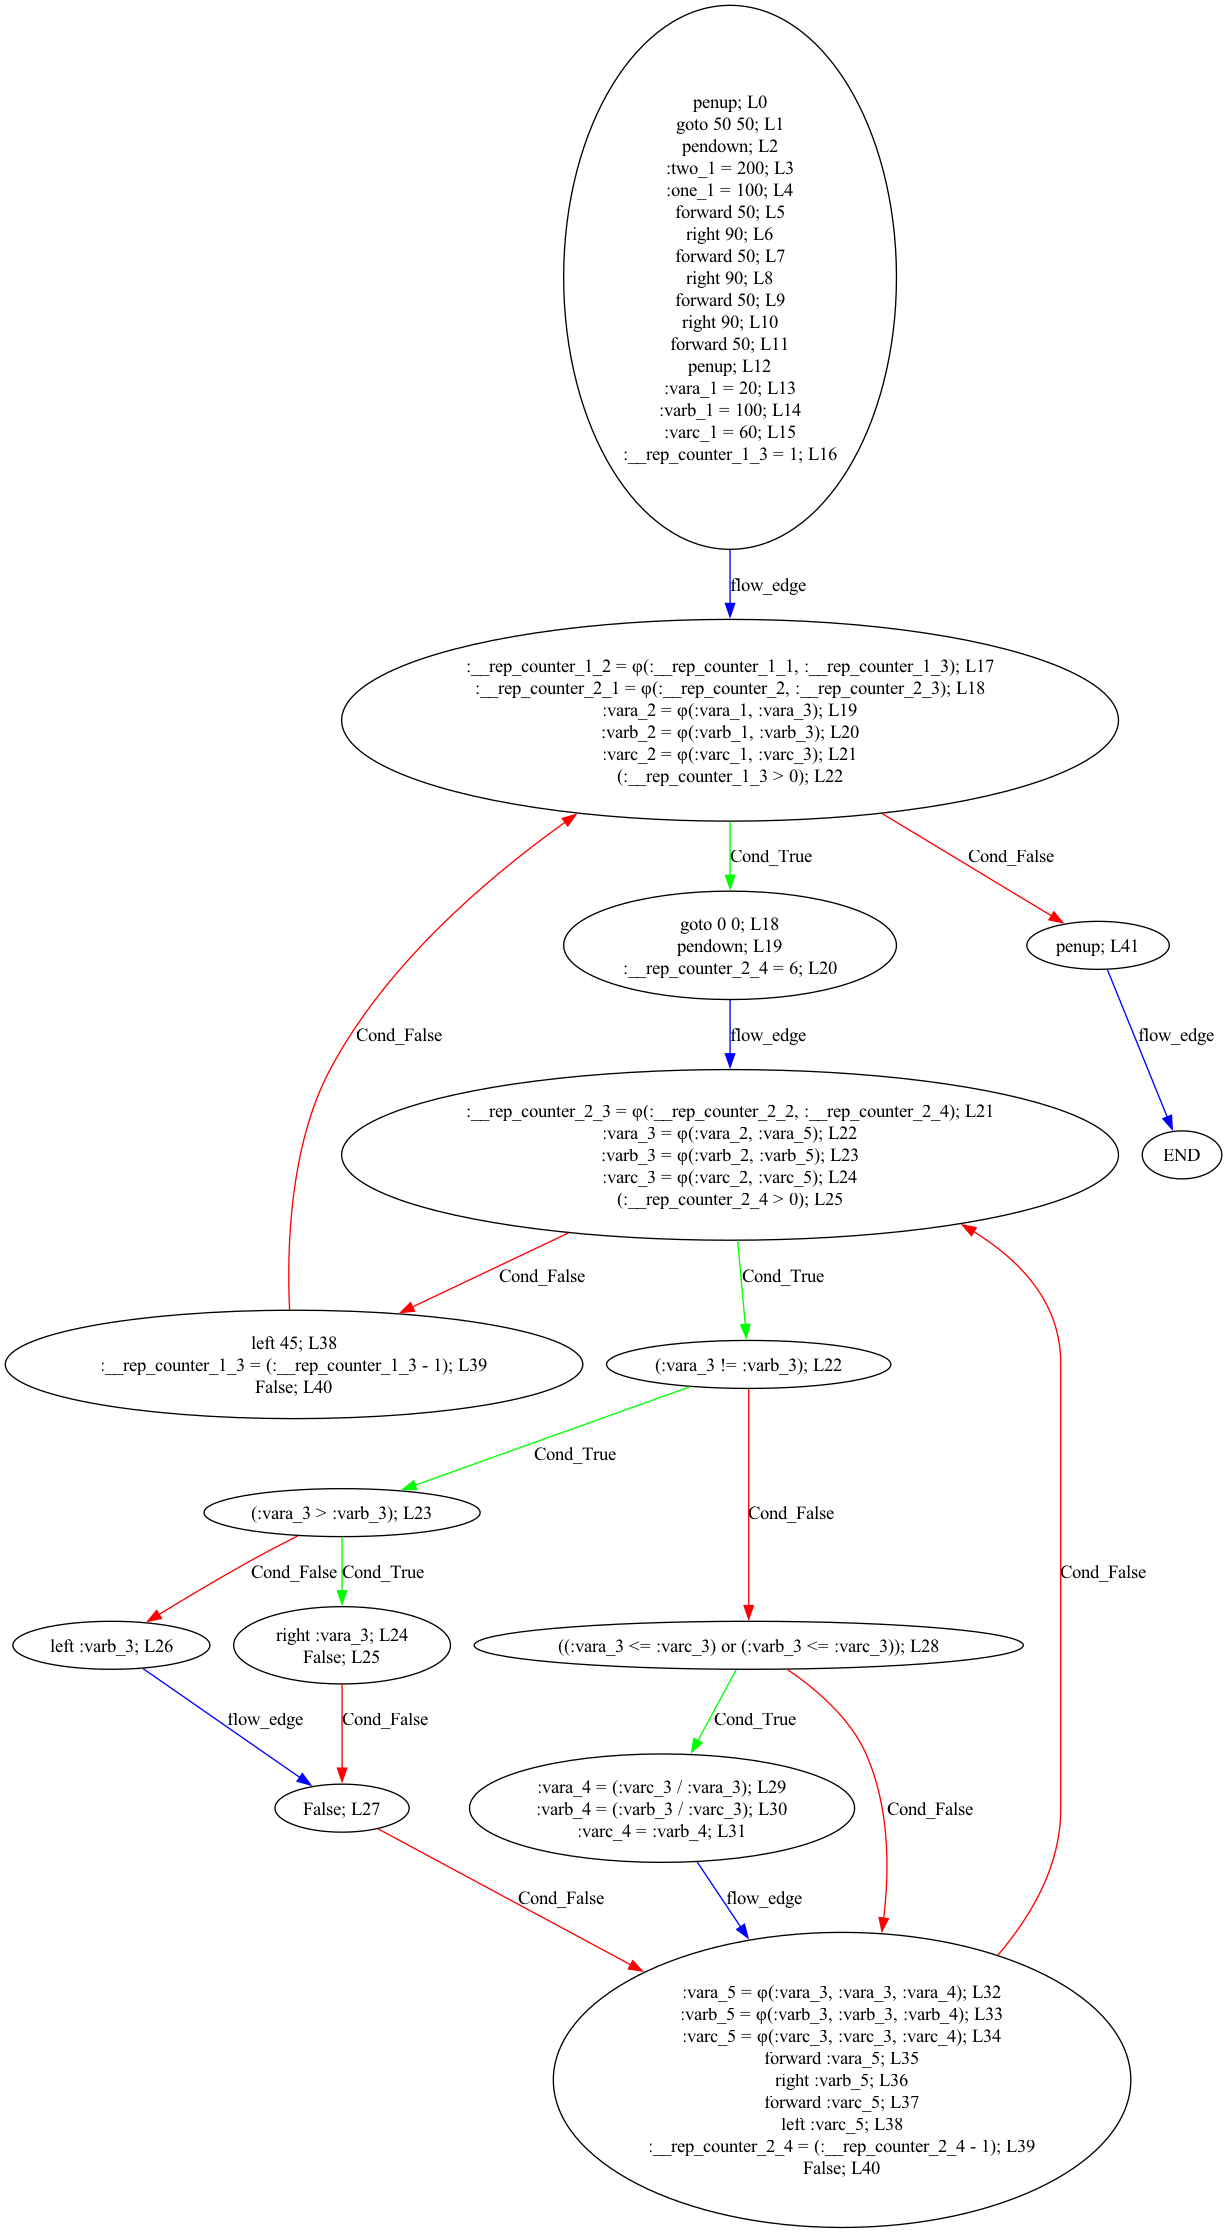 penup; L0
goto 50 50; L1
pendown; L2
:two_1 = 200; L3
:one_1 = 100; L4
forward 50; L5
right 90; L6
forward 50; L7
right 90; L8
forward 50; L9
right 90; L10
forward 50; L11
penup; L12
:vara_1 = 20; L13
:varb_1 = 100; L14
:varc_1 = 60; L15
:__rep_counter_1_3 = 1; L16
flow_edge
:__rep_counter_1_2 = φ(:__rep_counter_1_1, :__rep_counter_1_3); L17
:__rep_counter_2_1 = φ(:__rep_counter_2, :__rep_counter_2_3); L18
:vara_2 = φ(:vara_1, :vara_3); L19
:varb_2 = φ(:varb_1, :varb_3); L20
:varc_2 = φ(:varc_1, :varc_3); L21
(:__rep_counter_1_3 > 0); L22
Cond_True
Cond_False
goto 0 0; L18
pendown; L19
:__rep_counter_2_4 = 6; L20
penup; L41
Cond_False
flow_edge
flow_edge
:__rep_counter_2_3 = φ(:__rep_counter_2_2, :__rep_counter_2_4); L21
:vara_3 = φ(:vara_2, :vara_5); L22
:varb_3 = φ(:varb_2, :varb_5); L23
:varc_3 = φ(:varc_2, :varc_5); L24
(:__rep_counter_2_4 > 0); L25
END
Cond_False
Cond_True
left 45; L38
:__rep_counter_1_3 = (:__rep_counter_1_3 - 1); L39
False; L40
(:vara_3 != :varb_3); L22
Cond_True
Cond_False
(:vara_3 > :varb_3); L23
Cond_False
Cond_True
Cond_False
left :varb_3; L26
right :vara_3; L24
False; L25
((:vara_3 <= :varc_3) or (:varb_3 <= :varc_3)); L28
flow_edge
Cond_False
Cond_True
False; L27
:vara_4 = (:varc_3 / :vara_3); L29
:varb_4 = (:varb_3 / :varc_3); L30
:varc_4 = :varb_4; L31
Cond_False
Cond_False
flow_edge
:vara_5 = φ(:vara_3, :vara_3, :vara_4); L32
:varb_5 = φ(:varb_3, :varb_3, :varb_4); L33
:varc_5 = φ(:varc_3, :varc_3, :varc_4); L34
forward :vara_5; L35
right :varb_5; L36
forward :varc_5; L37
left :varc_5; L38
:__rep_counter_2_4 = (:__rep_counter_2_4 - 1); L39
False; L40